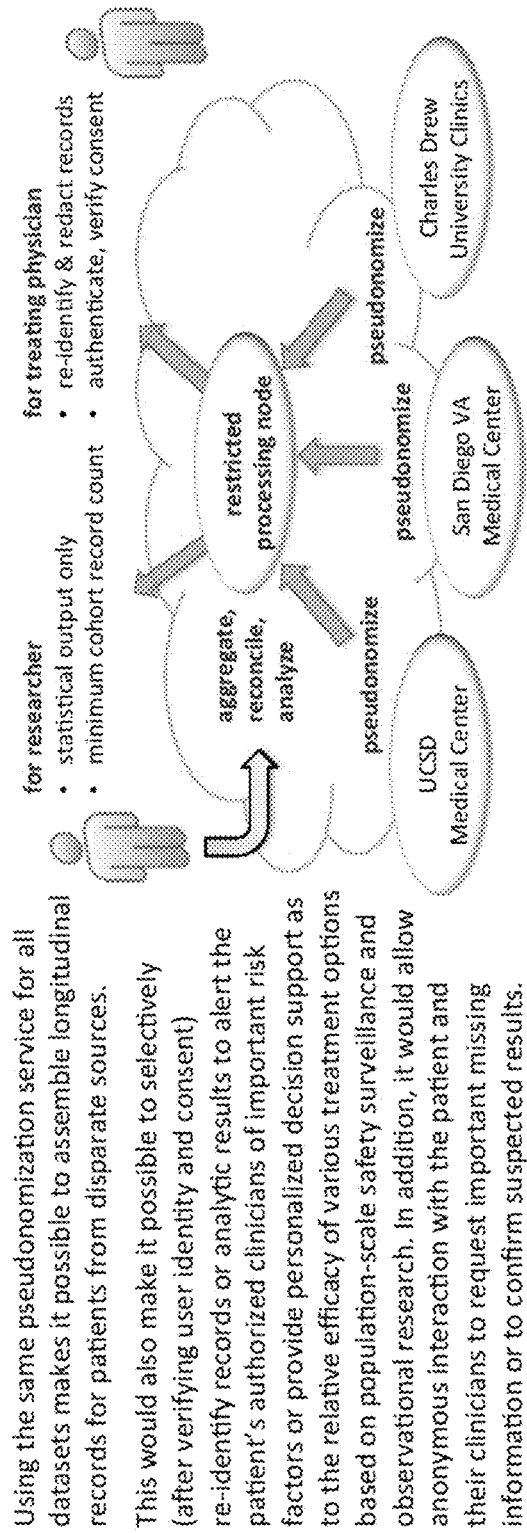 Using the same pseudonomization service for all
datasets makes it possible to assemble longitudinal
records for patients from disparate sources.
This would also make it possible to selectively
(after verifying user identity and consent)
re-identify records or analytic results to alert the
patient's authorized clinicians of important risk
factors or provide personalized decision support as
to the relative efficacy of various treatment options
based on population-scale safety surveillance and
observational research. In addition, it would allow
anonymous interaction with the patient and
their clinicians to request important missing
information or to confirm suspected results.
for researcher
• statistical output only
• minimum cohort record count
for treating physician
• re-identify & redact records
• authenticate, verify consent
aggregate,
reconcile,
analyze
restricted
processing node
pseudonomize
pseudonomize
pseudonomize
UCSD
Medical Center
San Diego VA
Medical Center
Charles Drew
University Clinics